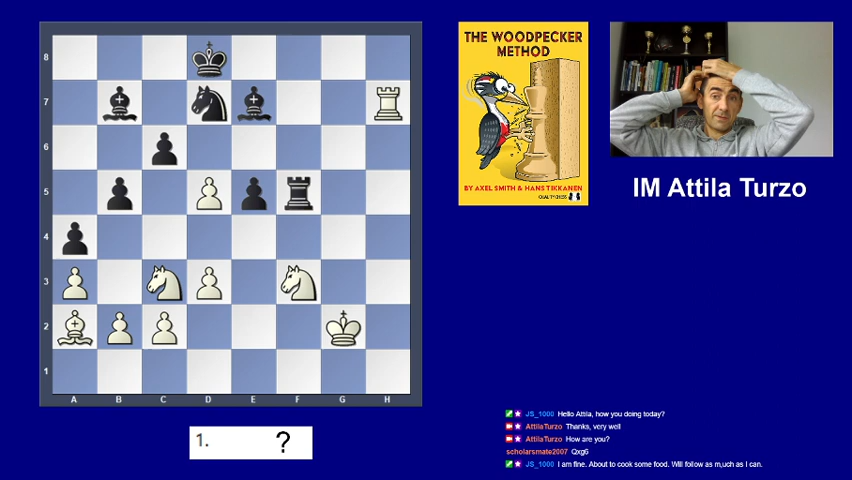 8
7
6
5
4
3
2
1
A B C D E F G H
1. ?
THE WOODPECKER
METHOD
BY AXEL SMITH & HANS TIKKANEN
QUALITY CHESS
IM Attila Turzo
JS_1000 Hello Attila, how you doing today?
AttilaTurzo Thanks, very well
AttilaTurzo How are you?
scholarsmate2007 Qxg6
JS_1000 I am fine. About to cook some food. Will follow as m,uch as I can.